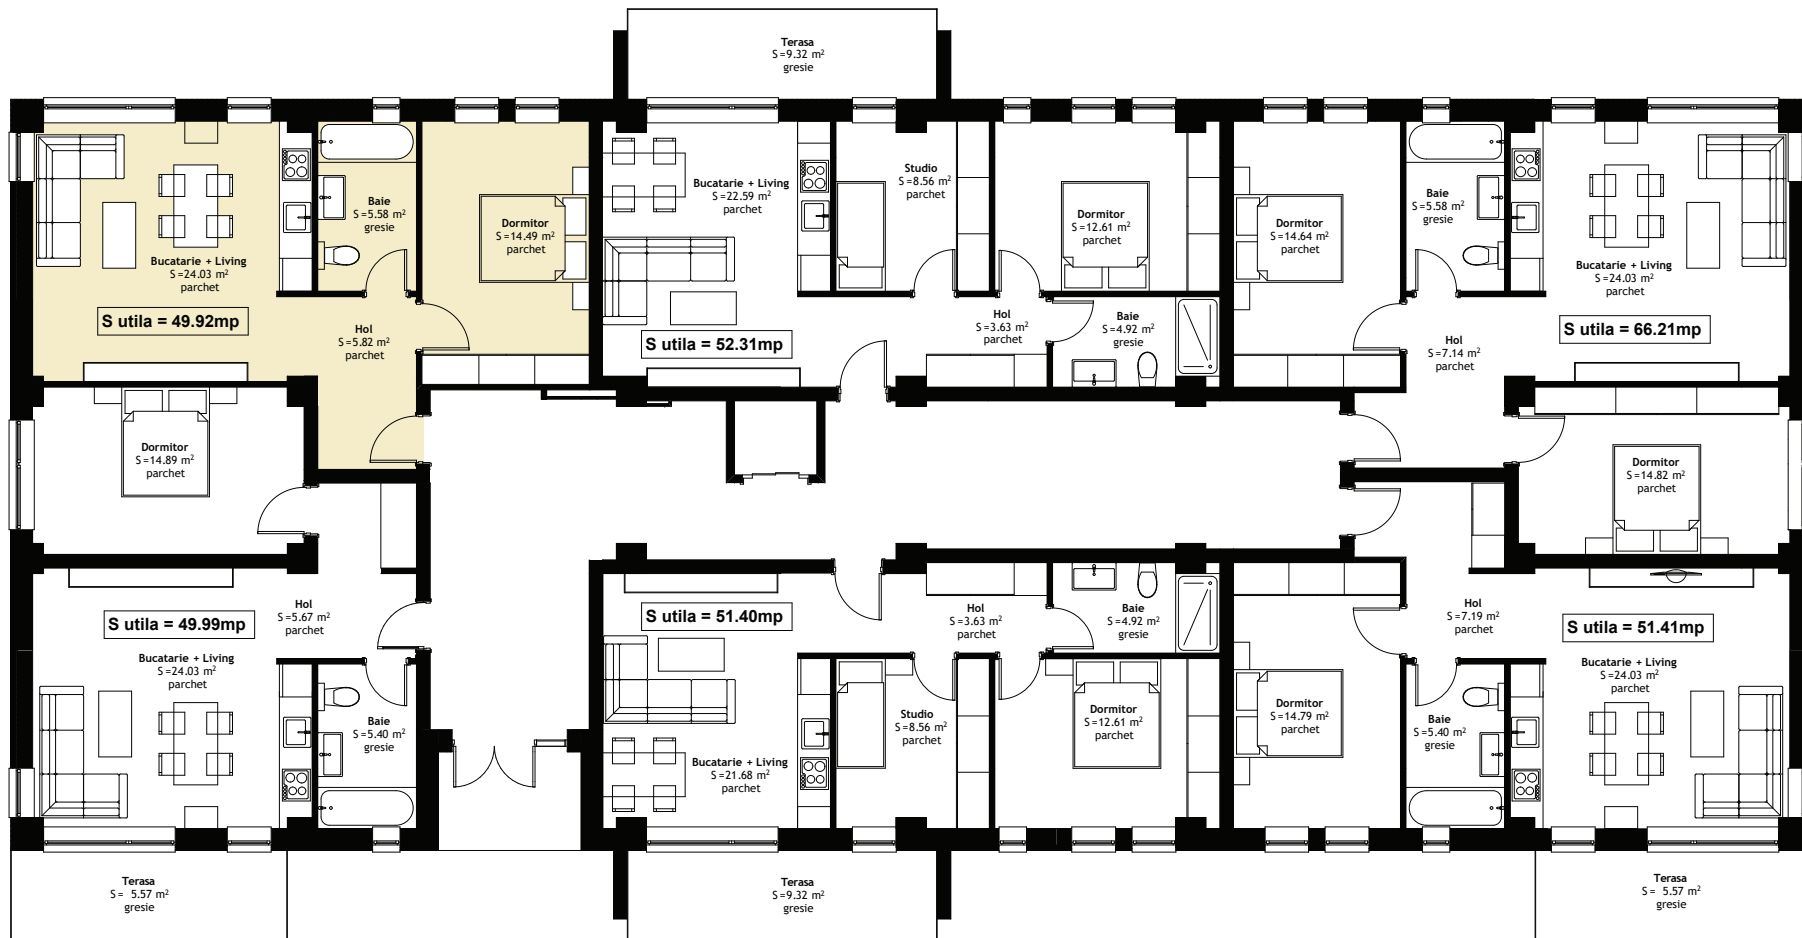 Terasa
S=9.32 m²
gresie
Bucatarie + Living
S=24.03 m²
parchet
S utila = 49.92mp
Baie
S=5.58 m²
gresie
Hol
S=5.82 m²
parchet
Dormitor
S=14.49 m²
parchet
Bucatarie + Living
S=22.59 m²
parchet
S utila = 52.31mp
Studio
S=8.56 m²
parchet
Dormitor
S=12.61 m²
parchet
Hol
S=3.63 m²
parchet
Baie
S=4.92 m²
gresie
Dormitor
S=14.64 m²
parchet
Baie
S=5.58 m²
gresie
Bucatarie + Living
S=24.03 m²
parchet
S utila = 66.21mp
Hol
S=7.14 m²
parchet
Dormitor
S=14.89 m²
parchet
Dormitor
S=14.82 m²
parchet
Hol
S=5.67 m²
parchet
S utila = 49.99mp
Bucatarie + Living
S=24.03 m²
parchet
Baie
S=5.40 m²
gresie
S utila = 51.40mp
Bucatarie + Living
S=21.68 m²
parchet
Studio
S=8.56 m²
parchet
Hol
S=3.63 m²
parchet
Baie
S=4.92 m²
gresie
Dormitor
S=12.61 m²
parchet
Dormitor
S=14.79 m²
parchet
Hol
S=7.19 m²
parchet
S utila = 51.41mp
Bucatarie + Living
S=24.03 m²
parchet
Baie
S=5.40 m²
gresie
Terasa
S= 5.57 m²
gresie
Terasa
S=9.32 m²
gresie
Terasa
S= 5.57 m²
gresie